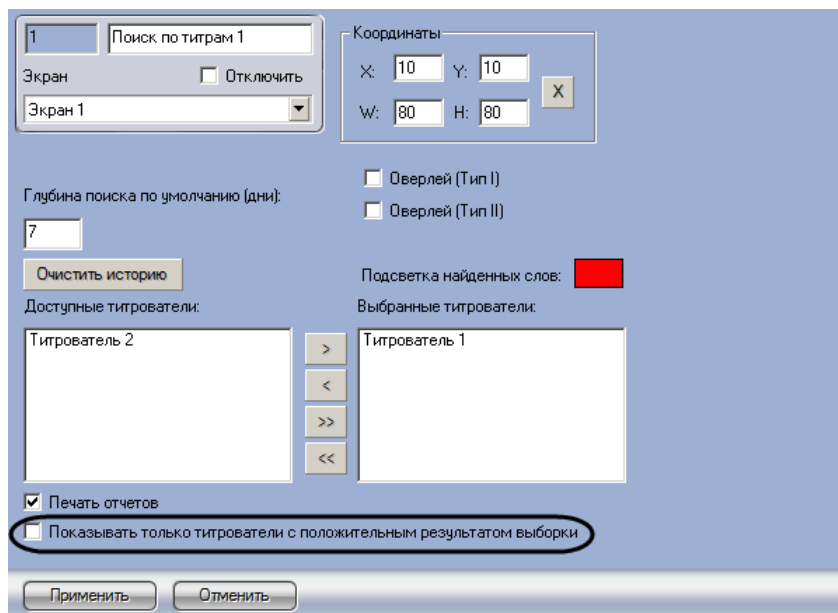 1
Поиск по титрам 1
Экран
Отключить
Экран 1
Координаты
X: 10 Y: 10
X
W: 80 H: 80
Оверлей (Тип I)
Оверлей (Тип II)
Глубина поиска по умолчанию (дни):
7
Очистить историю
Подсветка найденных слов:
Доступные титрователи:
Выбранные титрователи:
Титрователь 2
Титрователь 1
>
<
>>
<<
Печать отчетов
Показывать только титрователи с положительным результатом выборки
Применить
Отменить